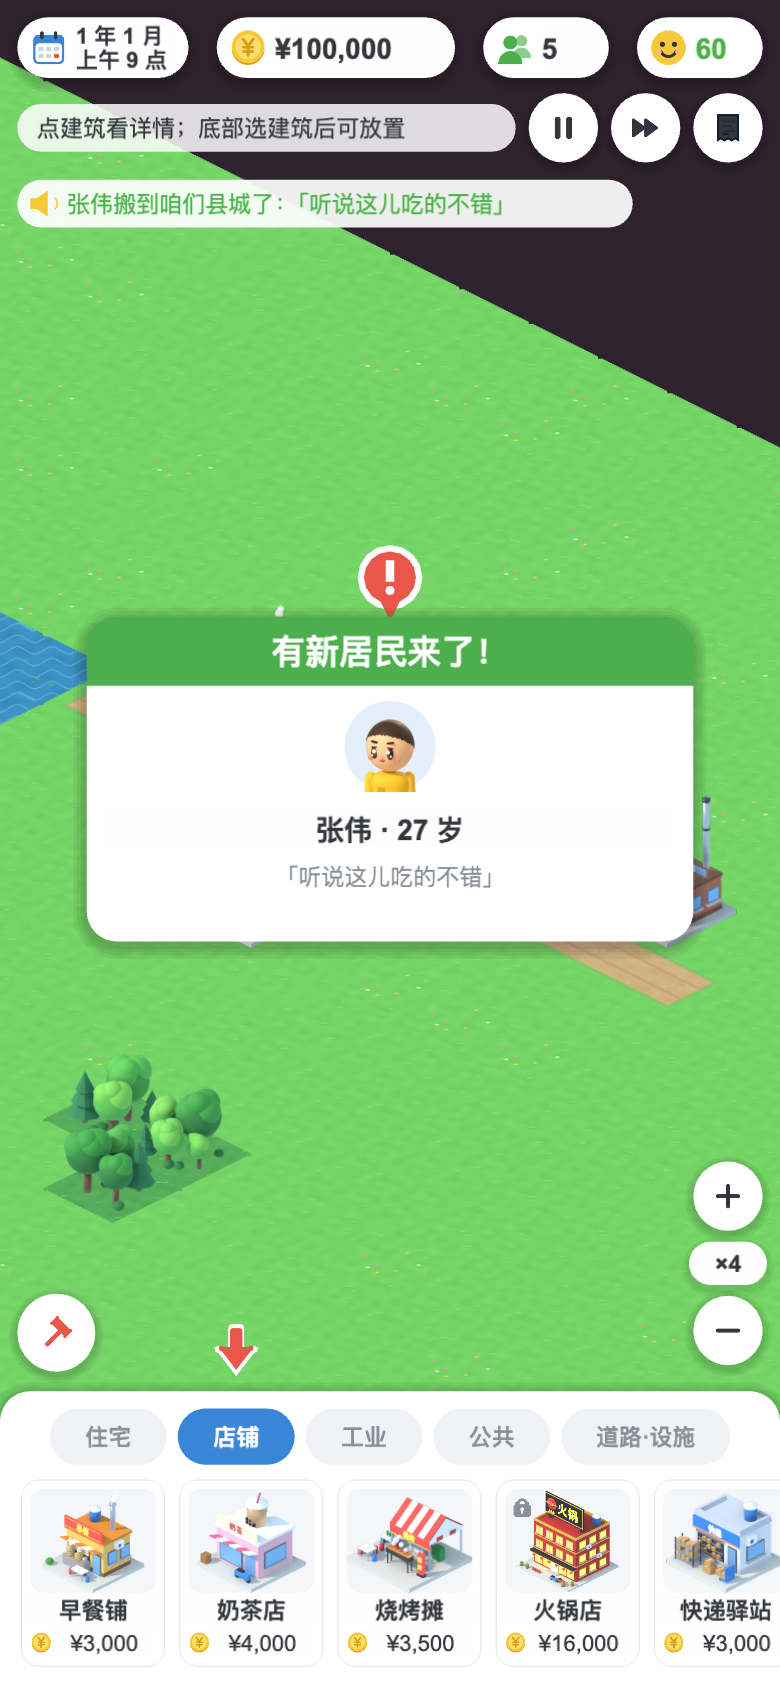 1 年 1 月
上午 9 点
¥100,000
5
60
点建筑看详情；底部选建筑后可放置
张伟搬到咱们县城了：「听说这儿吃的不错」
有新居民来了！
张伟 · 27 岁
「听说这儿吃的不错」
×4
住宅
店铺
工业
公共
道路·设施
奶茶
火锅
早餐铺
奶茶店
烧烤摊
火锅店
快递驿站
¥3,000
¥4,000
¥3,500
¥16,000
¥3,000